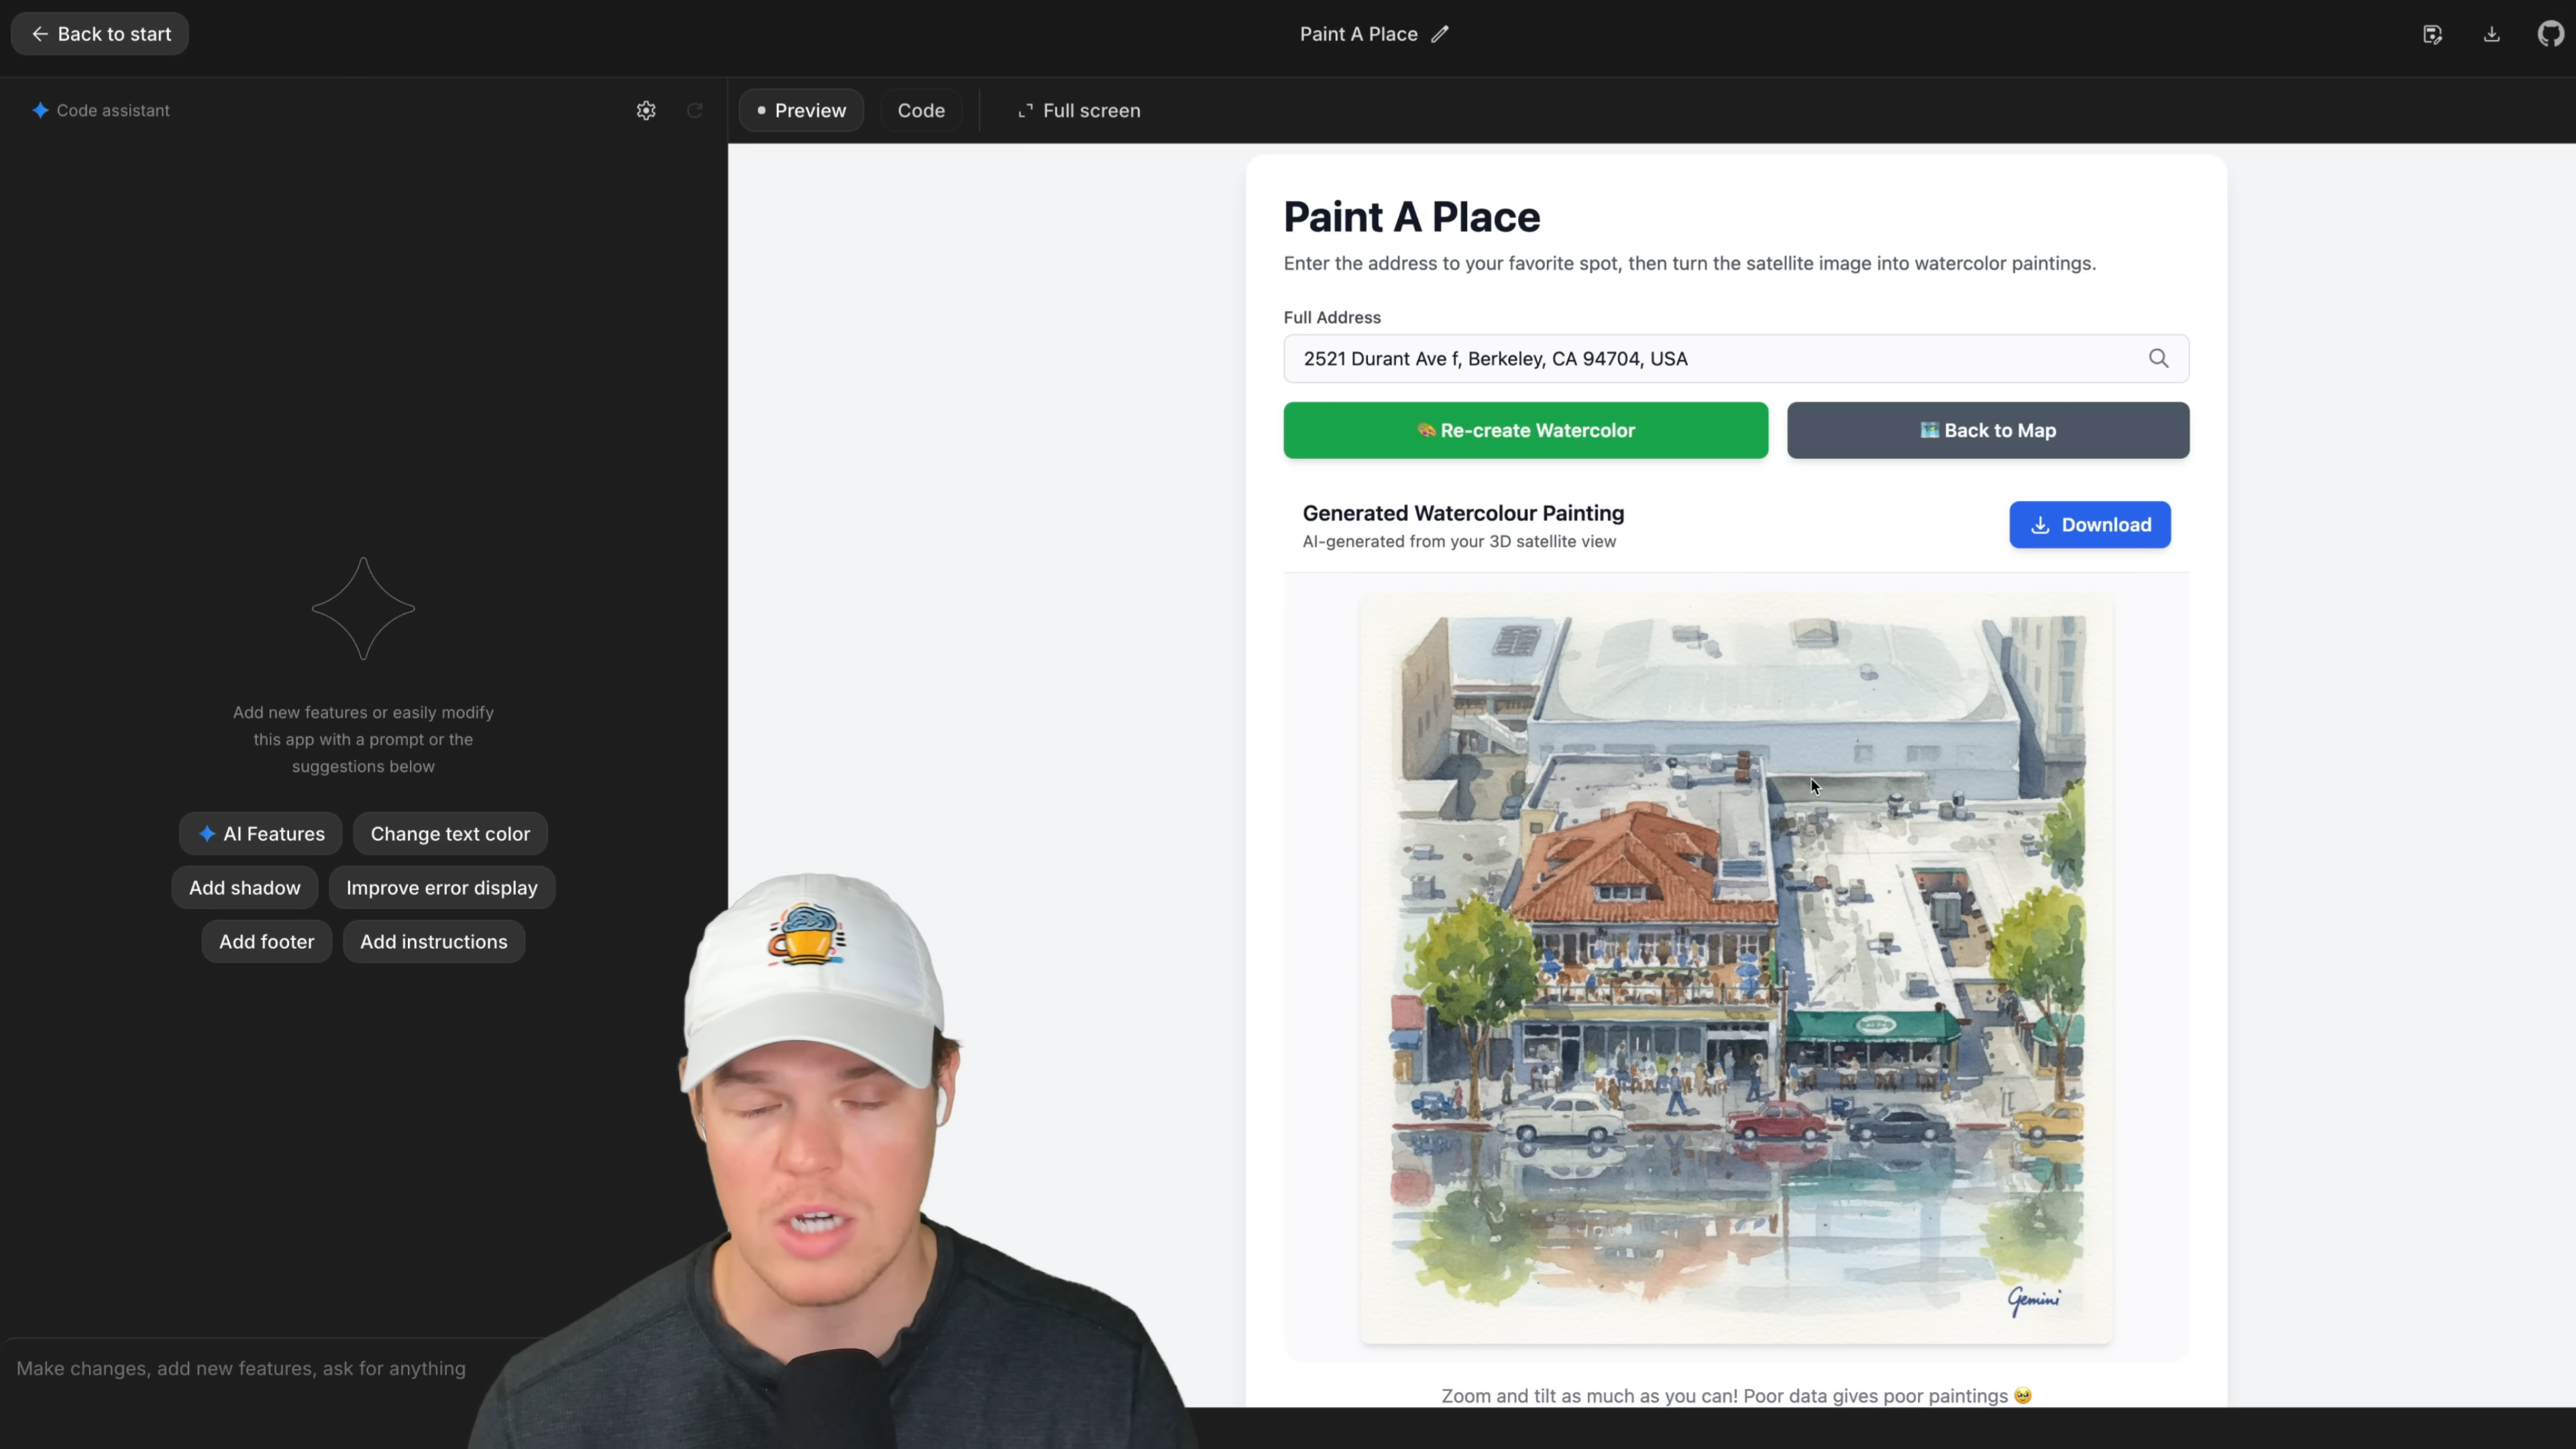 Back to start
Paint A Place
Code assistant
Preview
Code
Full screen
Paint A Place
Enter the address to your favorite spot, then turn the satellite image into watercolor paintings.
Full Address
2521 Durant Ave f, Berkeley, CA 94704, USA
Re-create Watercolor
Back to Map
Generated Watercolour Painting
AI-generated from your 3D satellite view
Download
Add new features or easily modify
this app with a prompt or the
suggestions below
AI Features
Change text color
Add shadow
Improve error display
Add footer
Add instructions
Gemini
Make changes, add new features, ask for anything
Zoom and tilt as much as you can! Poor data gives poor paintings 🥹